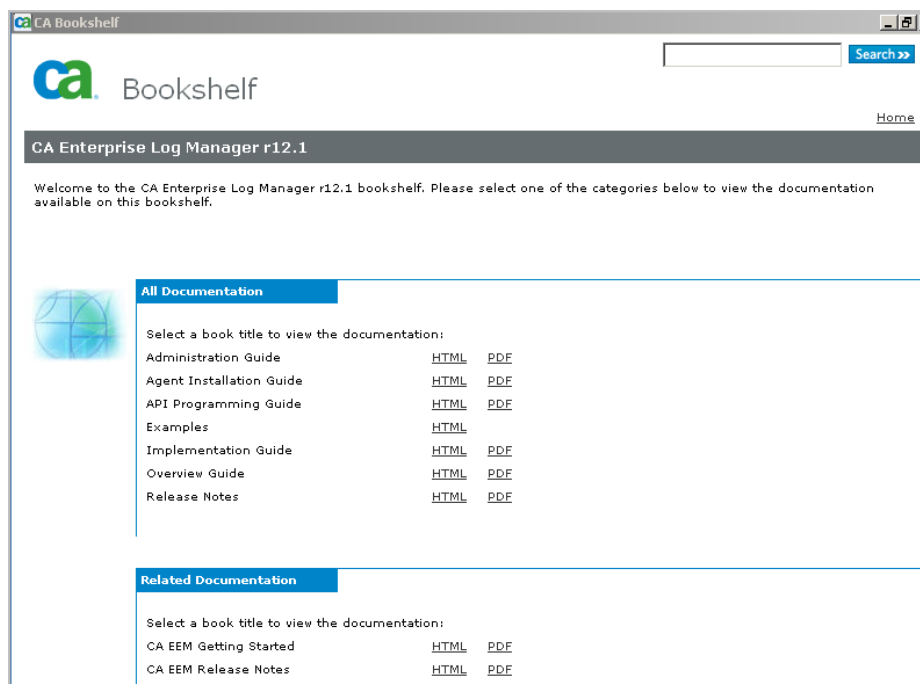 CA Bookshelf
Search >>
ca. Bookshelf
Home
CA Enterprise Log Manager r12.1
Welcome to the CA Enterprise Log Manager r12.1 bookshelf. Please select one of the categories below to view the documentation
available on this bookshelf.
All Documentation
Select a book title to view the documentation:
Administration Guide HTML PDF
Agent Installation Guide HTML PDF
API Programming Guide HTML PDF
Examples HTML
Implementation Guide HTML PDF
Overview Guide HTML PDF
Release Notes HTML PDF
Related Documentation
Select a book title to view the documentation:
CA EEM Getting Started HTML PDF
CA EEM Release Notes HTML PDF